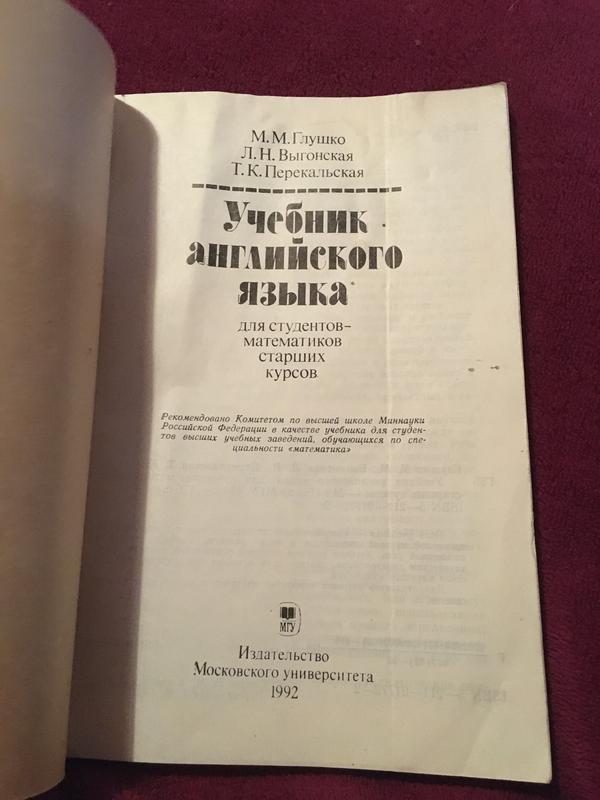 М. М. Глушко
Л. Н. Выгонская
Т. К. Перекальская
Учебник
английского
языка
для студентов-
математиков
старших
курсов
Рекомендовано Комитетом по высшей школе Миннауки
Российской Федерации в качестве учебника для студен-
тов высших учебных заведений, обучающихся по спе-
циальности «математика»
МГУ
Издательство
Московского университета
1992